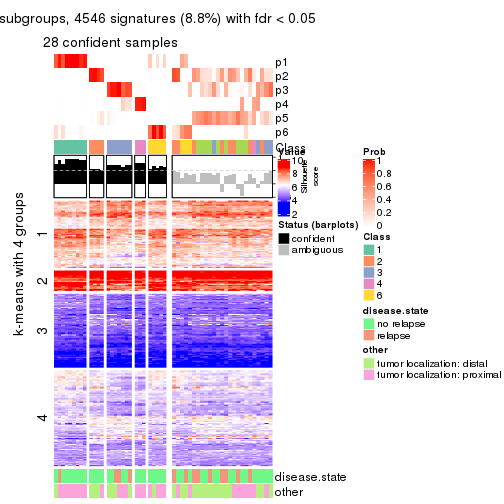 subgroups, 4546 signatures (8.8%) with fdr < 0.05
28 confident samples
p1
p2
p3
p4
p5
p6
Class
Silhouette
score
k-means with 4 groups
1
2
3
4
disease.state
other
Value
10
8
6
4
2
Status (barplots)
confident
ambiguous
Prob
1
0.8
0.6
0.4
0.2
0
Class
1
2
3
4
6
disease.state
no relapse
relapse
other
tumor localization: distal
tumor localization: proximal